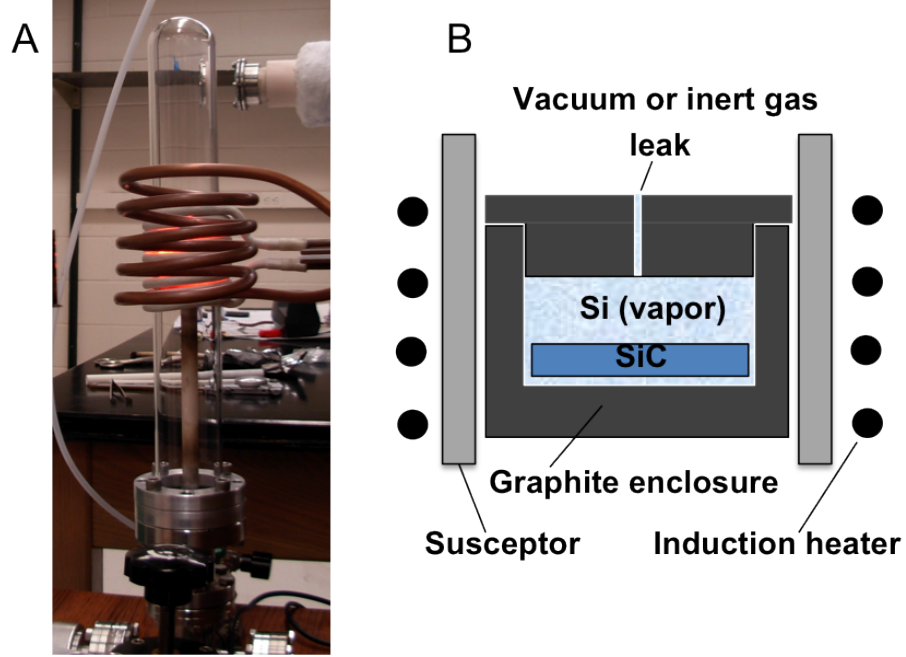 A
B
Vacuum or inert gas
leak
Si (vapor)
SiC
Graphite enclosure
Susceptor
Induction heater